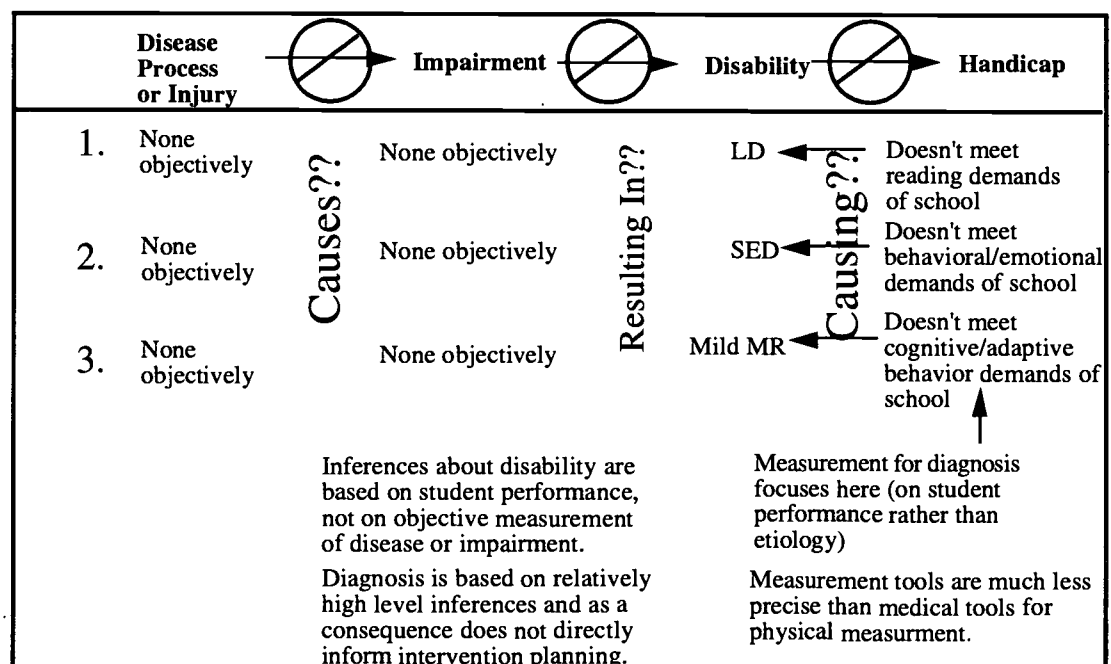 Disease
Process
or Injury
Impairment
Disability
Handicap
1.
None
objectively
Causes??
None objectively
Resulting In??
LD
Causing??
Doesn't meet
reading demands
of school
2.
None
objectively
None objectively
SED
Doesn't meet
behavioral/emotional
demands of school
3.
None
objectively
None objectively
Mild MR
Doesn't meet
cognitive/adaptive
behavior demands of
school
Inferences about disability are
based on student performance,
not on objective measurement
of disease or impairment.
Diagnosis is based on relatively
high level inferences and as a
consequence does not directly
inform intervention planning.
Measurement for diagnosis
focuses here (on student
performance rather than
etiology)
Measurement tools are much less
precise than medical tools for
physical measurment.